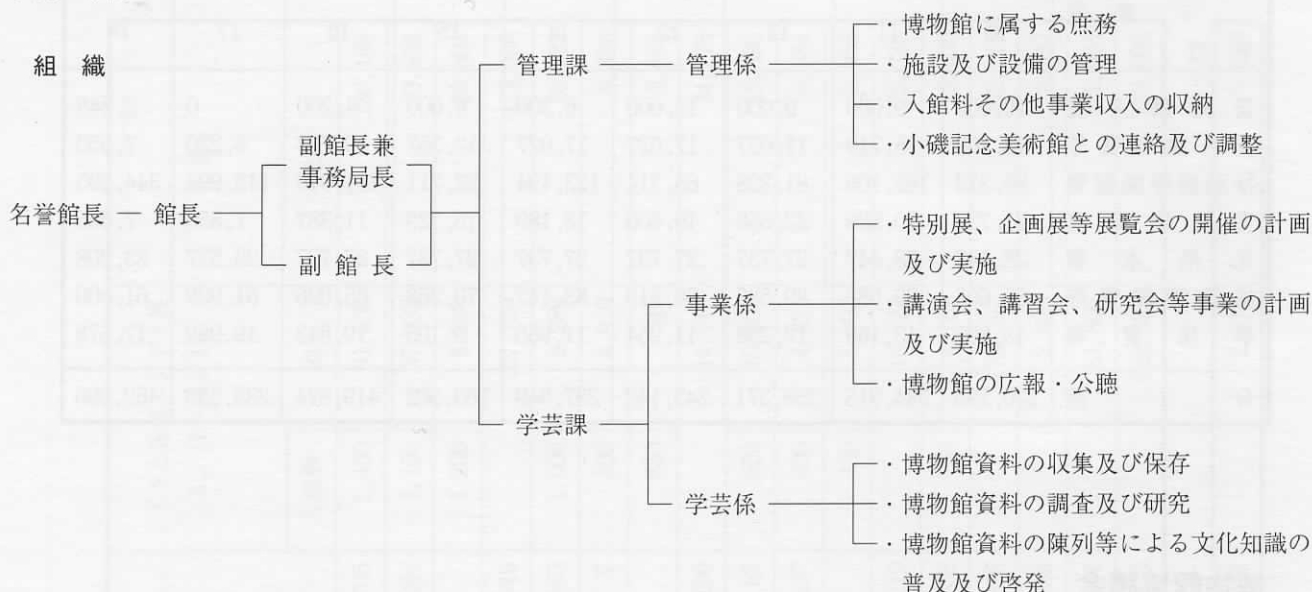 組織
名誉館長
館長
副館長兼
事務局長
副館長
管理課
管理係
・博物館に属する庶務
・施設及び設備の管理
・入館料その他事業収入の収納
・小磯記念美術館との連絡及び調整
学芸課
事業係
・特別展、企画展等展覧会の開催の計画
及び実施
・講演会、講習会、研究会等事業の計画
及び実施
・博物館の広報・公聴
学芸係
・博物館資料の収集及び保存
・博物館資料の調査及び研究
・博物館資料の陳列等による文化知識の
普及及び啓発